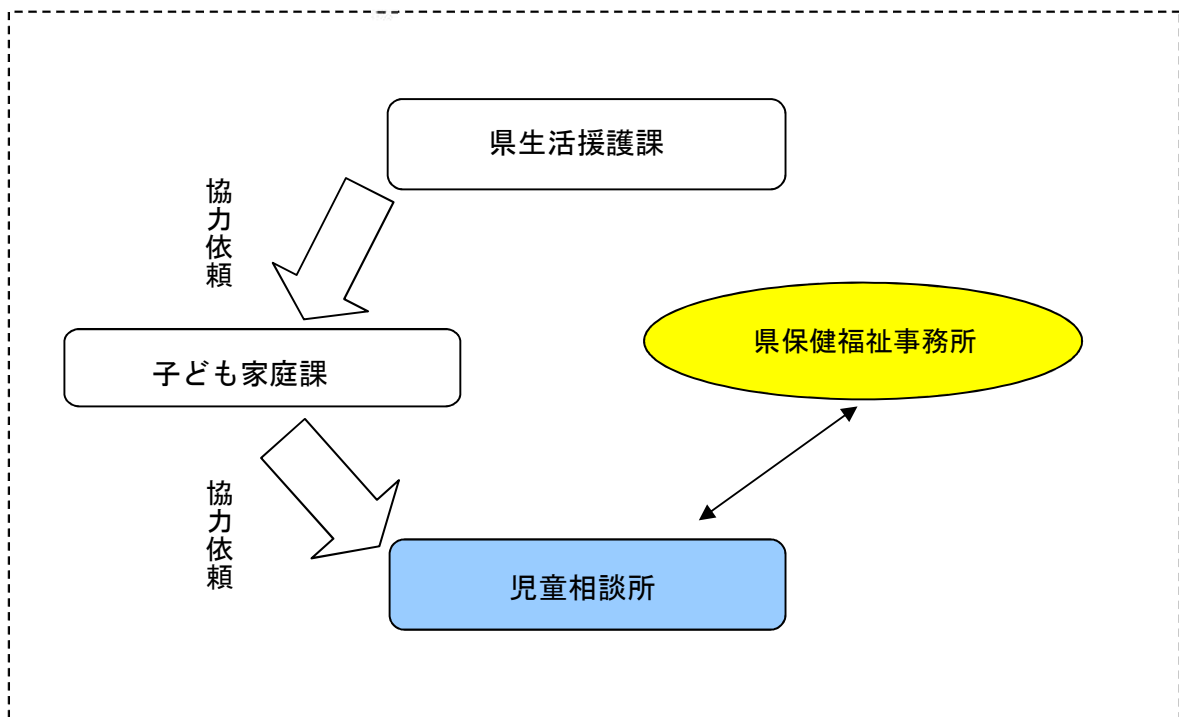 県生活援護課
協力依頼
県保健福祉事務所
子ども家庭課
協力依頼
児童相談所